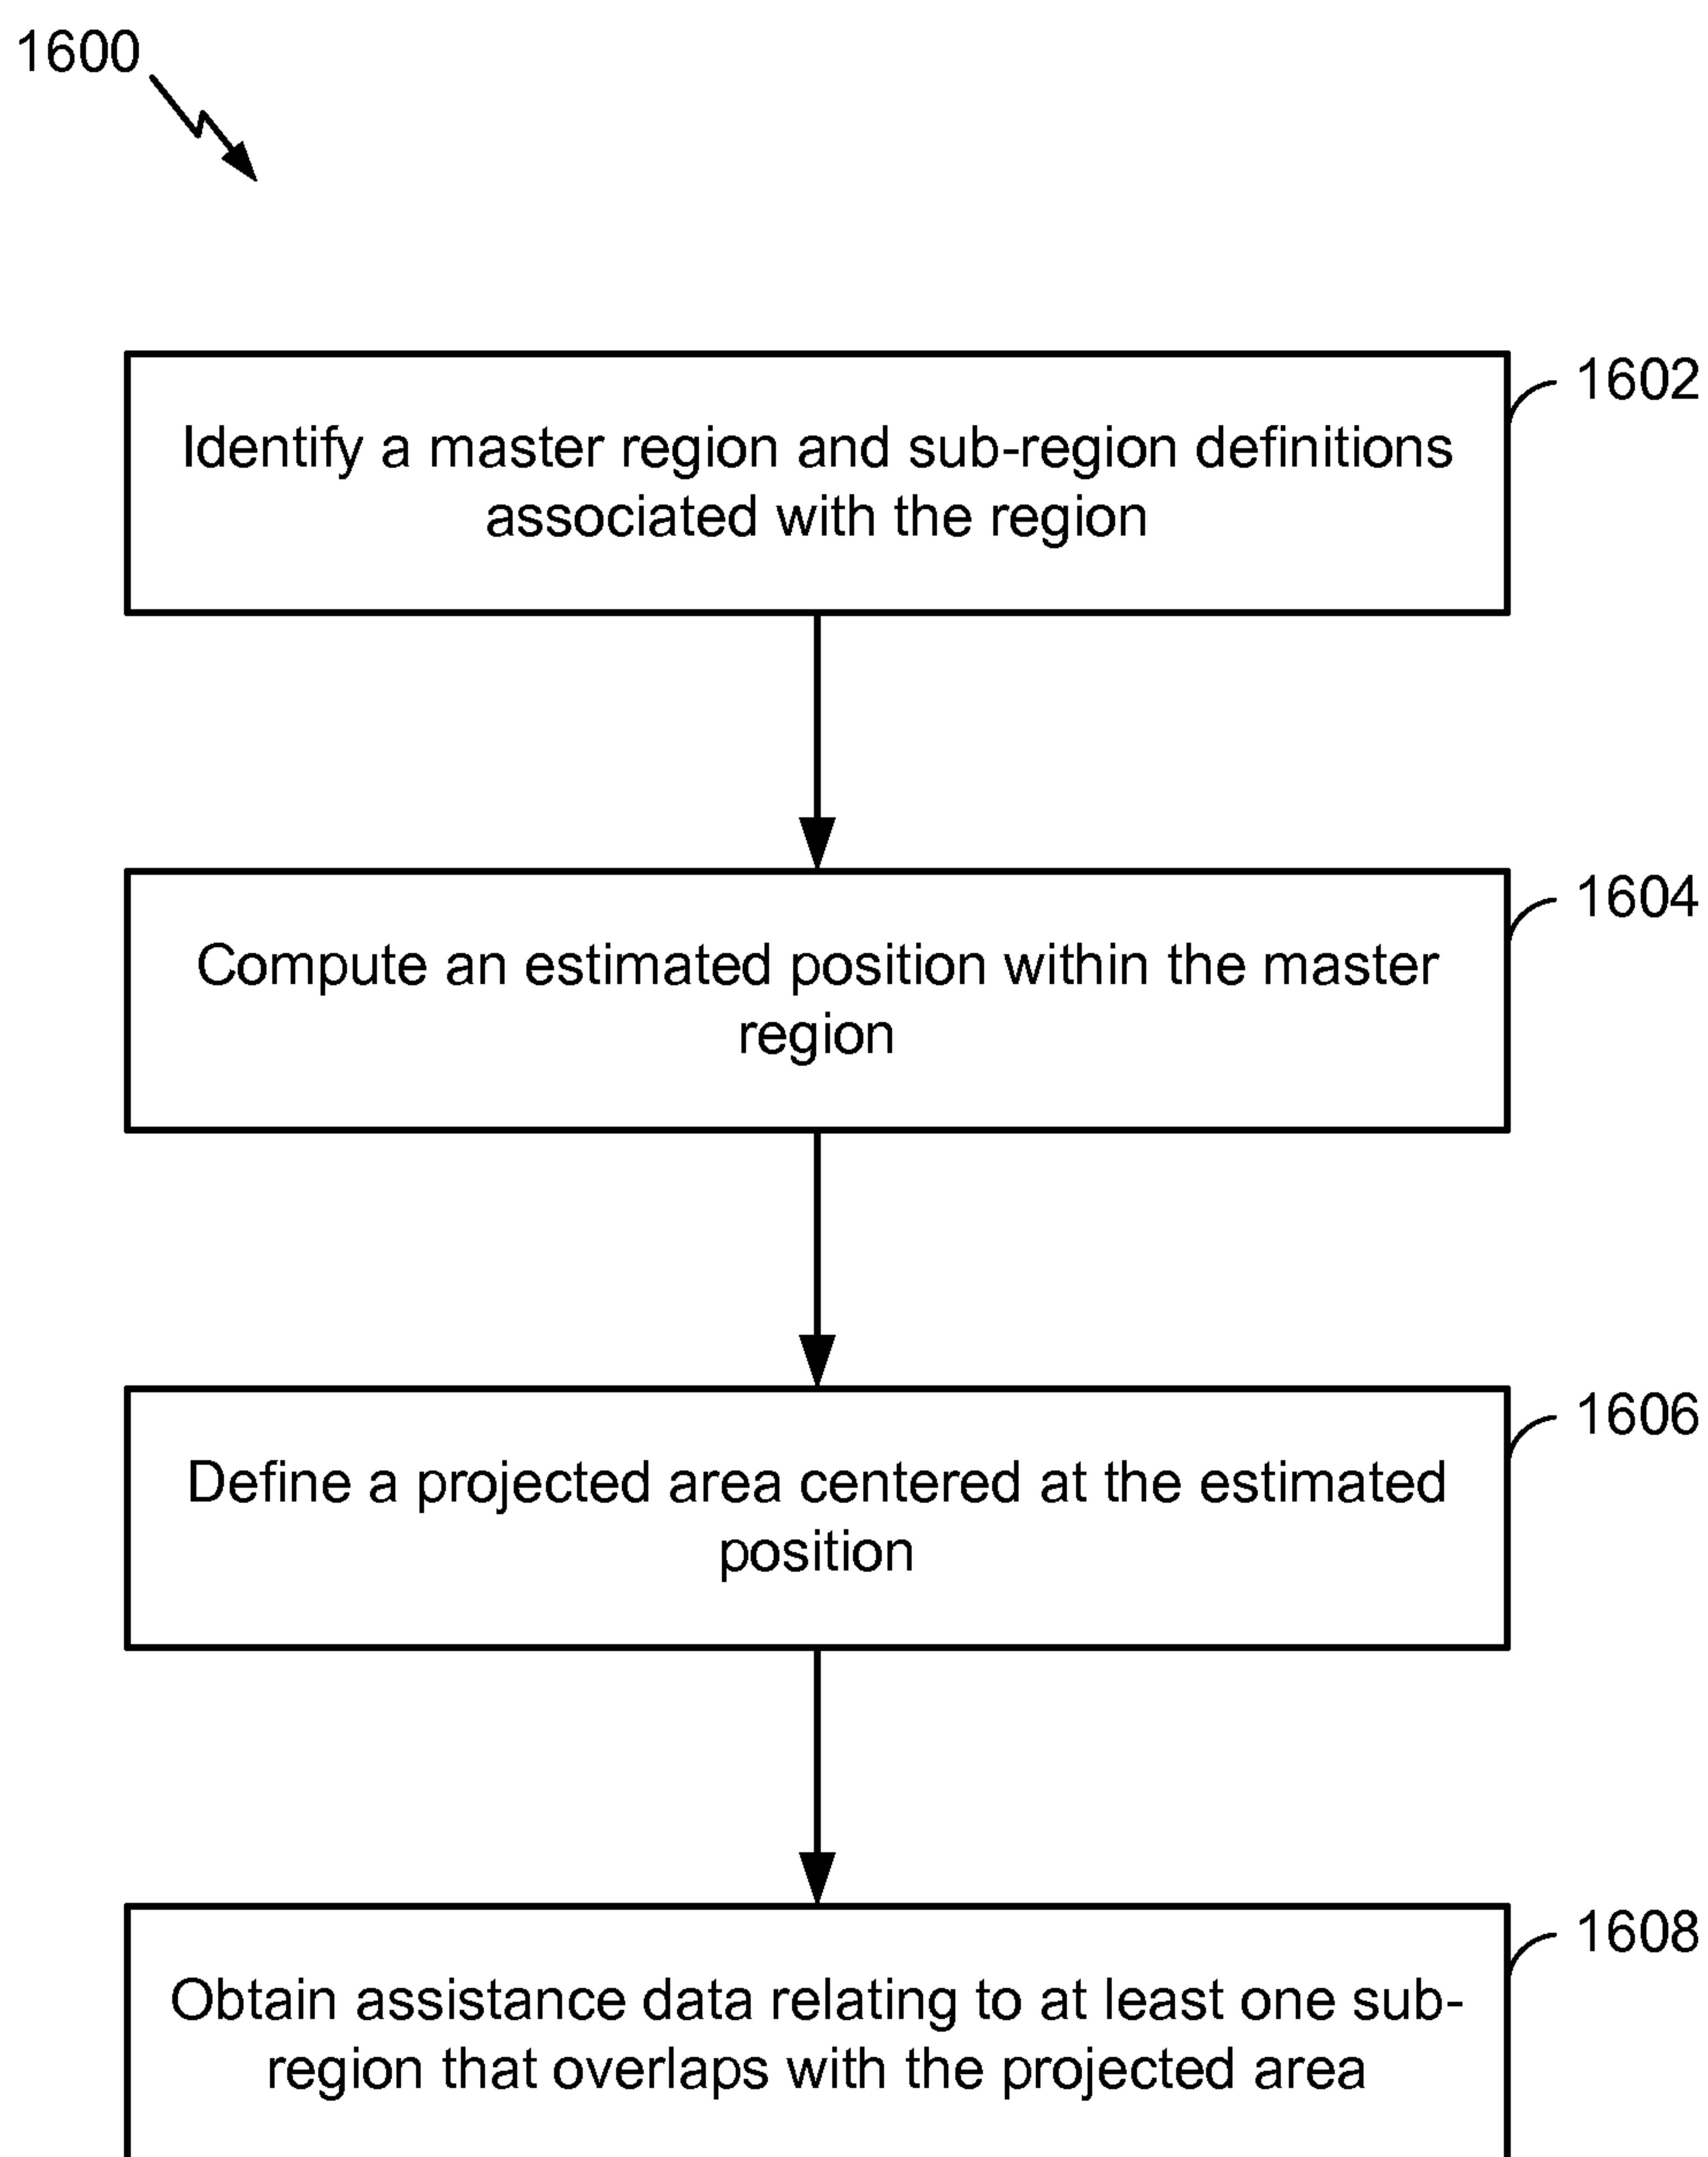 1600
1602
Identify a master region and sub-region definitions
associated with the region
1604
Compute an estimated position within the master
region
1606
Define a projected area centered at the estimated
position
1608
Obtain assistance data relating to at least one sub-
region that overlaps with the projected area